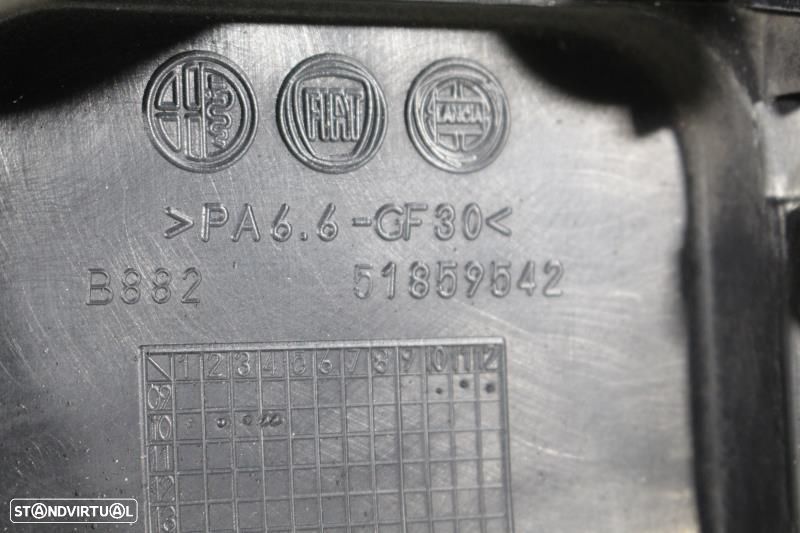 FIAT LANCIA
>PA6.6-GF30<
B882 51859542
1 2 3 4 5 6 7 8 9 10 11 12
09
10
11
12
13
STANDVIRTUAL